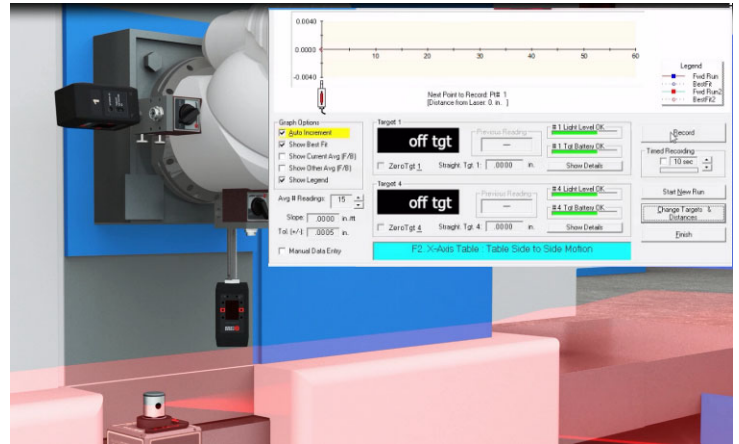 0.0040
0.0000
10 20 30 40 50 60
-0.0040
Legend
Fwd Run
BestFit
Fwd Run2
BestFit2
Next Point to Record: Pt#: 1
[Distance from Laser: 0. in. ]
Graph Options
Auto Increment
Show Best Fit
Show Current Avg (F/B)
Show Other Avg (F/B)
Show Legend
Avg # Readings: 15
Slope: .0000 in./ft
Tol. (+/-): .0005 in.
Manual Data Entry
Target 1
off tgt
Previous Reading
---
# 1 Light Level OK.
# 1 Tgt Battery OK.
ZeroTgt 1
Straight. Tgt. 1: .0000 in.
Show Details
Target 4
off tgt
Previous Reading
---
# 4 Light Level OK.
# 4 Tgt Battery OK.
ZeroTgt 4
Straight. Tgt. 4: .0000 in.
Show Details
F2. X-Axis Table : Table Side to Side Motion
Record
Timed Recording
10 sec
Start New Run
Change Targets &
Distances
Finish
1